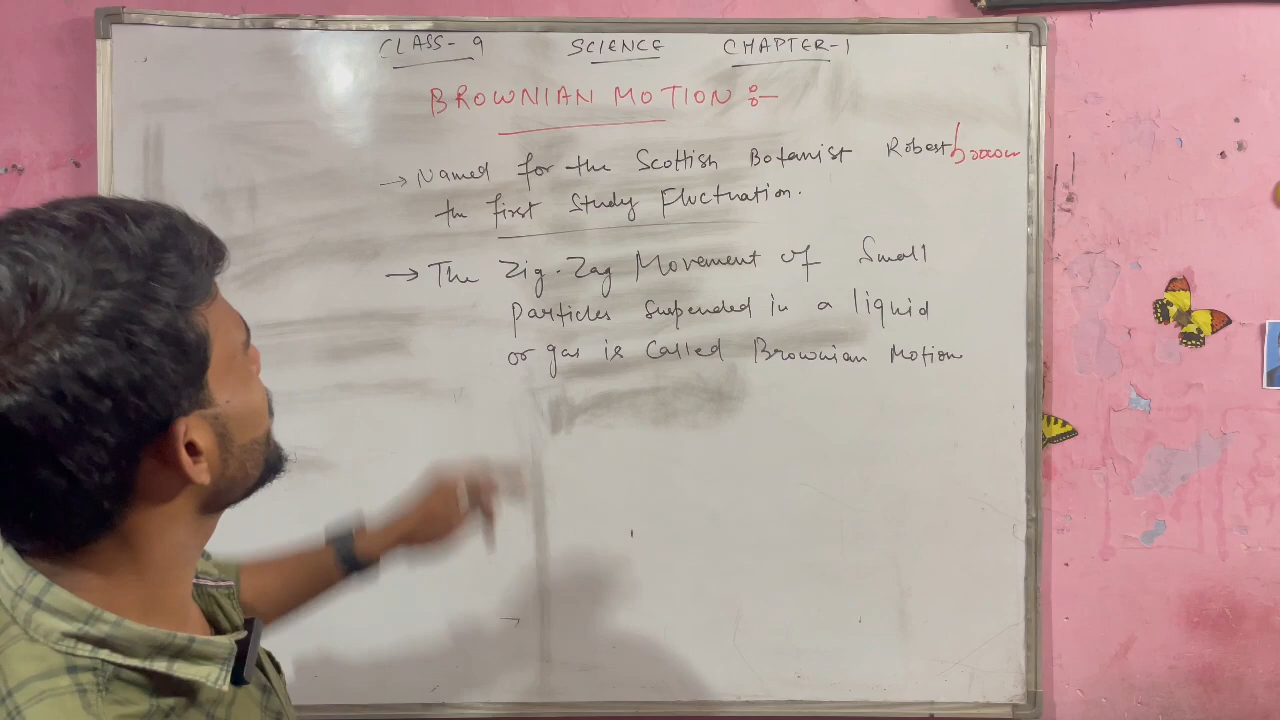 CLASS-9 SCIENCE CHAPTER-1
BROWNIAN MOTION :-
→ Named for the Scottish Botanist Robert brown
the first Study Fluctuation.
→ The Zig-Zag Movement of Small
particles suspended in a liquid
or gas is called Brownian Motion